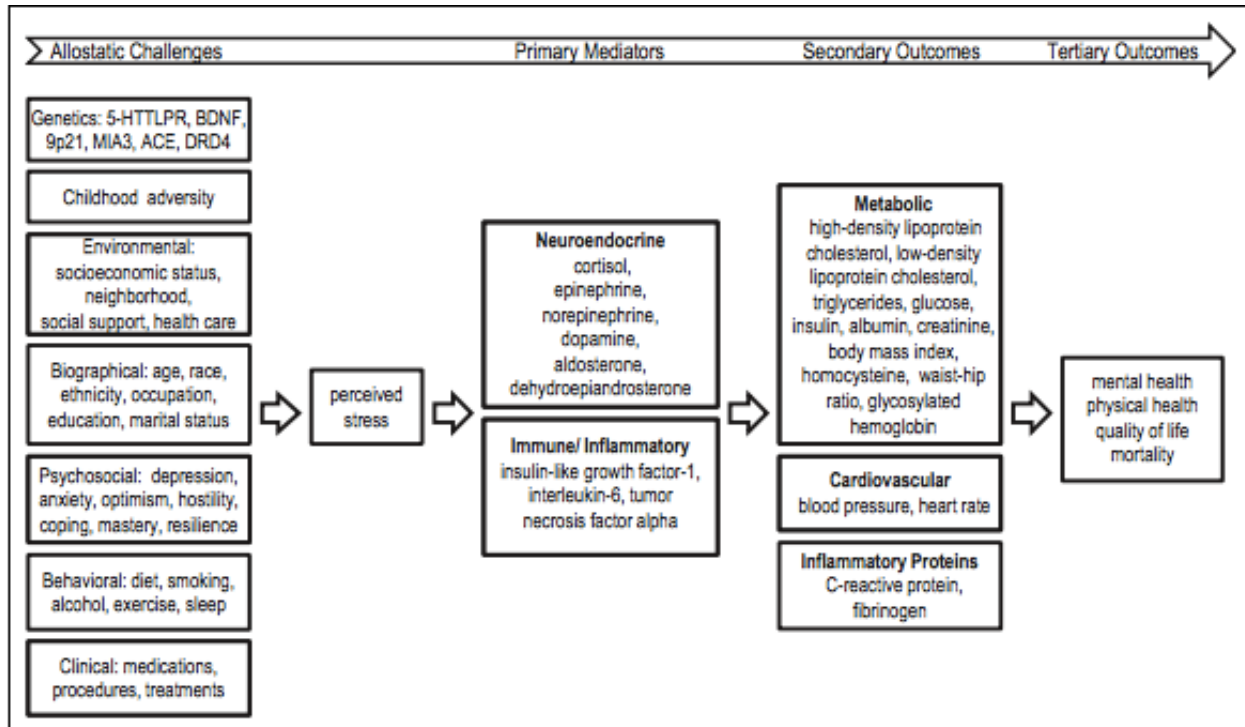 Allostatic Challenges
Primary Mediators
Secondary Outcomes
Tertiary Outcomes
Genetics: 5-HTTLPR, BDNF,
9p21, MIA3, ACE, DRD4
Childhood adversity
Environmental:
socioeconomic status,
neighborhood,
social support, health care
Biographical: age, race,
ethnicity, occupation,
education, marital status
Psychosocial: depression,
anxiety, optimism, hostility,
coping, mastery, resilience
Behavioral: diet, smoking,
alcohol, exercise, sleep
Clinical: medications,
procedures, treatments
perceived
stress
Neuroendocrine
cortisol,
epinephrine,
norepinephrine,
dopamine,
aldosterone,
dehydroepiandrosterone
Immune/ Inflammatory
insulin-like growth factor-1,
interleukin-6, tumor
necrosis factor alpha
Metabolic
high-density lipoprotein
cholesterol, low-density
lipoprotein cholesterol,
triglycerides, glucose,
insulin, albumin, creatinine,
body mass index,
homocysteine, waist-hip
ratio, glycosylated
hemoglobin
Cardiovascular
blood pressure, heart rate
Inflammatory Proteins
C-reactive protein,
fibrinogen
mental health
physical health
quality of life
mortality